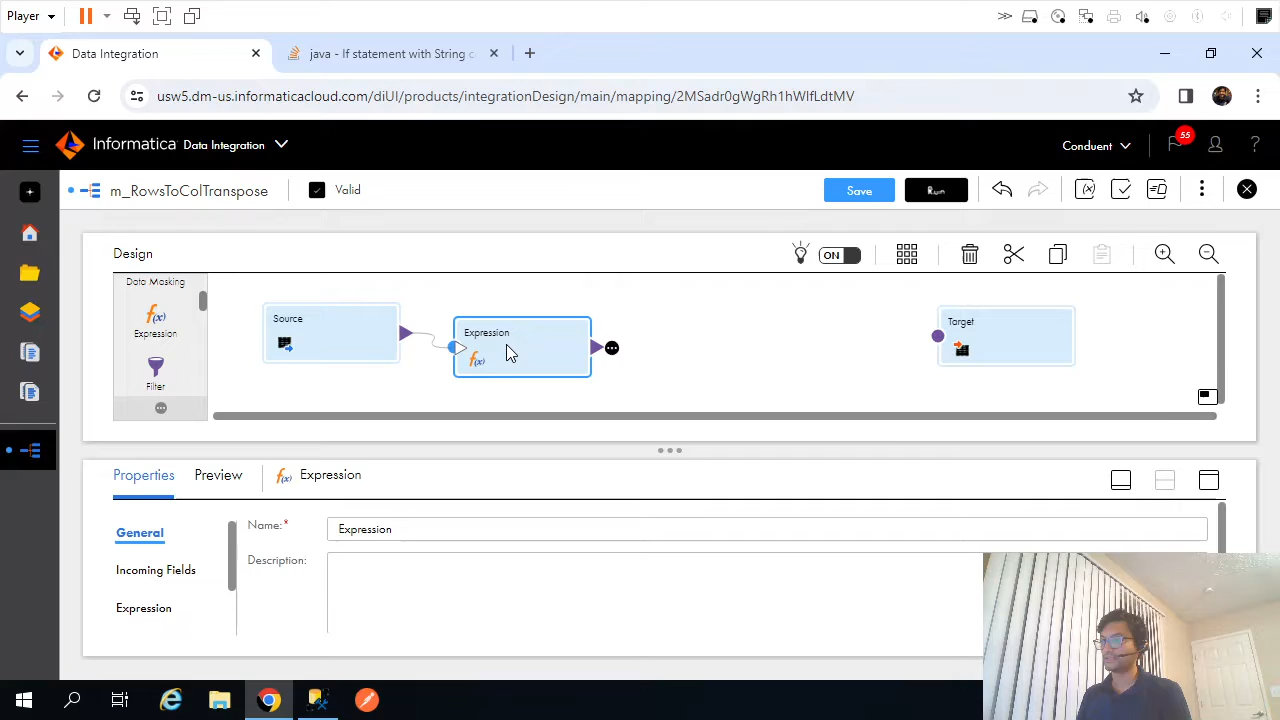 Player
Data Integration
java - If statement with String c
usw5.dm-us.informaticacloud.com/diUI/products/integrationDesign/main/mapping/2MSadr0gWgRh1hWIfLdtMV
Informatica Data Integration
Conduent
55
m_RowsToColTranspose
Valid
Save
Run
Design
ON
Data Masking
Expression
Filter
Source
Expression
Target
Properties
Preview
Expression
General
Incoming Fields
Expression
Name:*
Expression
Description: